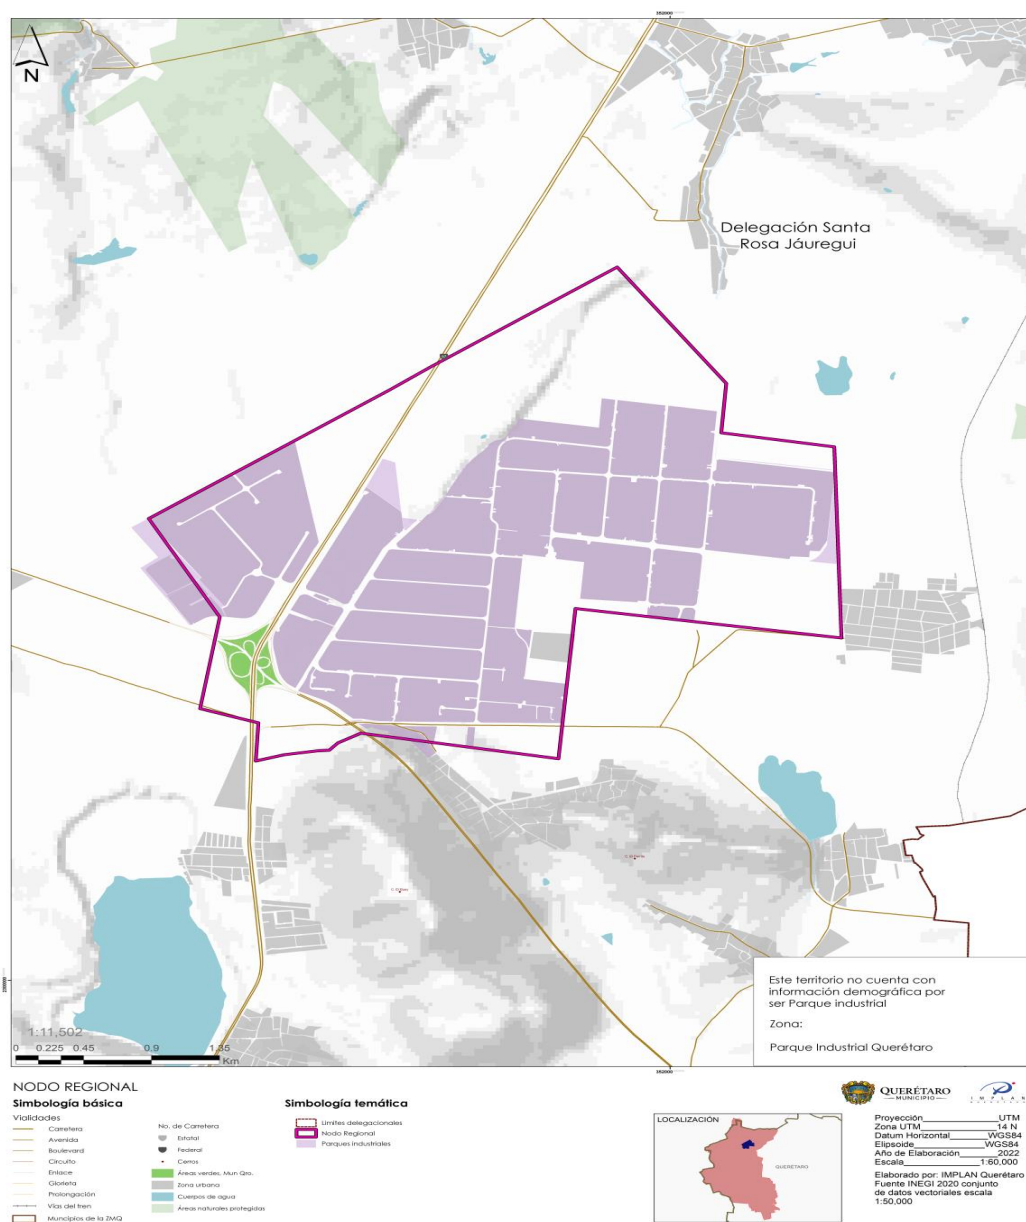 352000
N
Delegación Santa
Rosa Jáuregui
Este territorio no cuenta con
información demográfica por
ser Parque industrial
Zona:
Parque Industrial Querétaro
1:11,502
0 0.225 0.45 0.9 1.35
Km
352000
NODO REGIONAL
Simbología básica
Vialidades
Carretera
Avenida
Boulevard
Circuito
Enlace
Glorieta
Prolongación
Vías del tren
Municipios de la ZMQ
No. de Carretera
Estatal
Federal
Cerros
Áreas verdes, Mun Qro.
Zona urbana
Cuerpos de agua
Áreas naturales protegidas
Simbología temática
Limites delegacionales
Nodo Regional
Parques industriales
LOCALIZACIÓN
QUERÉTARO
QUERÉTARO
MUNICIPIO
IMPLAN
Proyección UTM
Zona UTM 14 N
Datum Horizontal WGS84
Elipsoide WGS84
Año de Elaboración 2022
Escala 1:60,000
Elaborado por: IMPLAN Querétaro
Fuente INEGI 2020 conjunto
de datos vectoriales escala
1:50,000